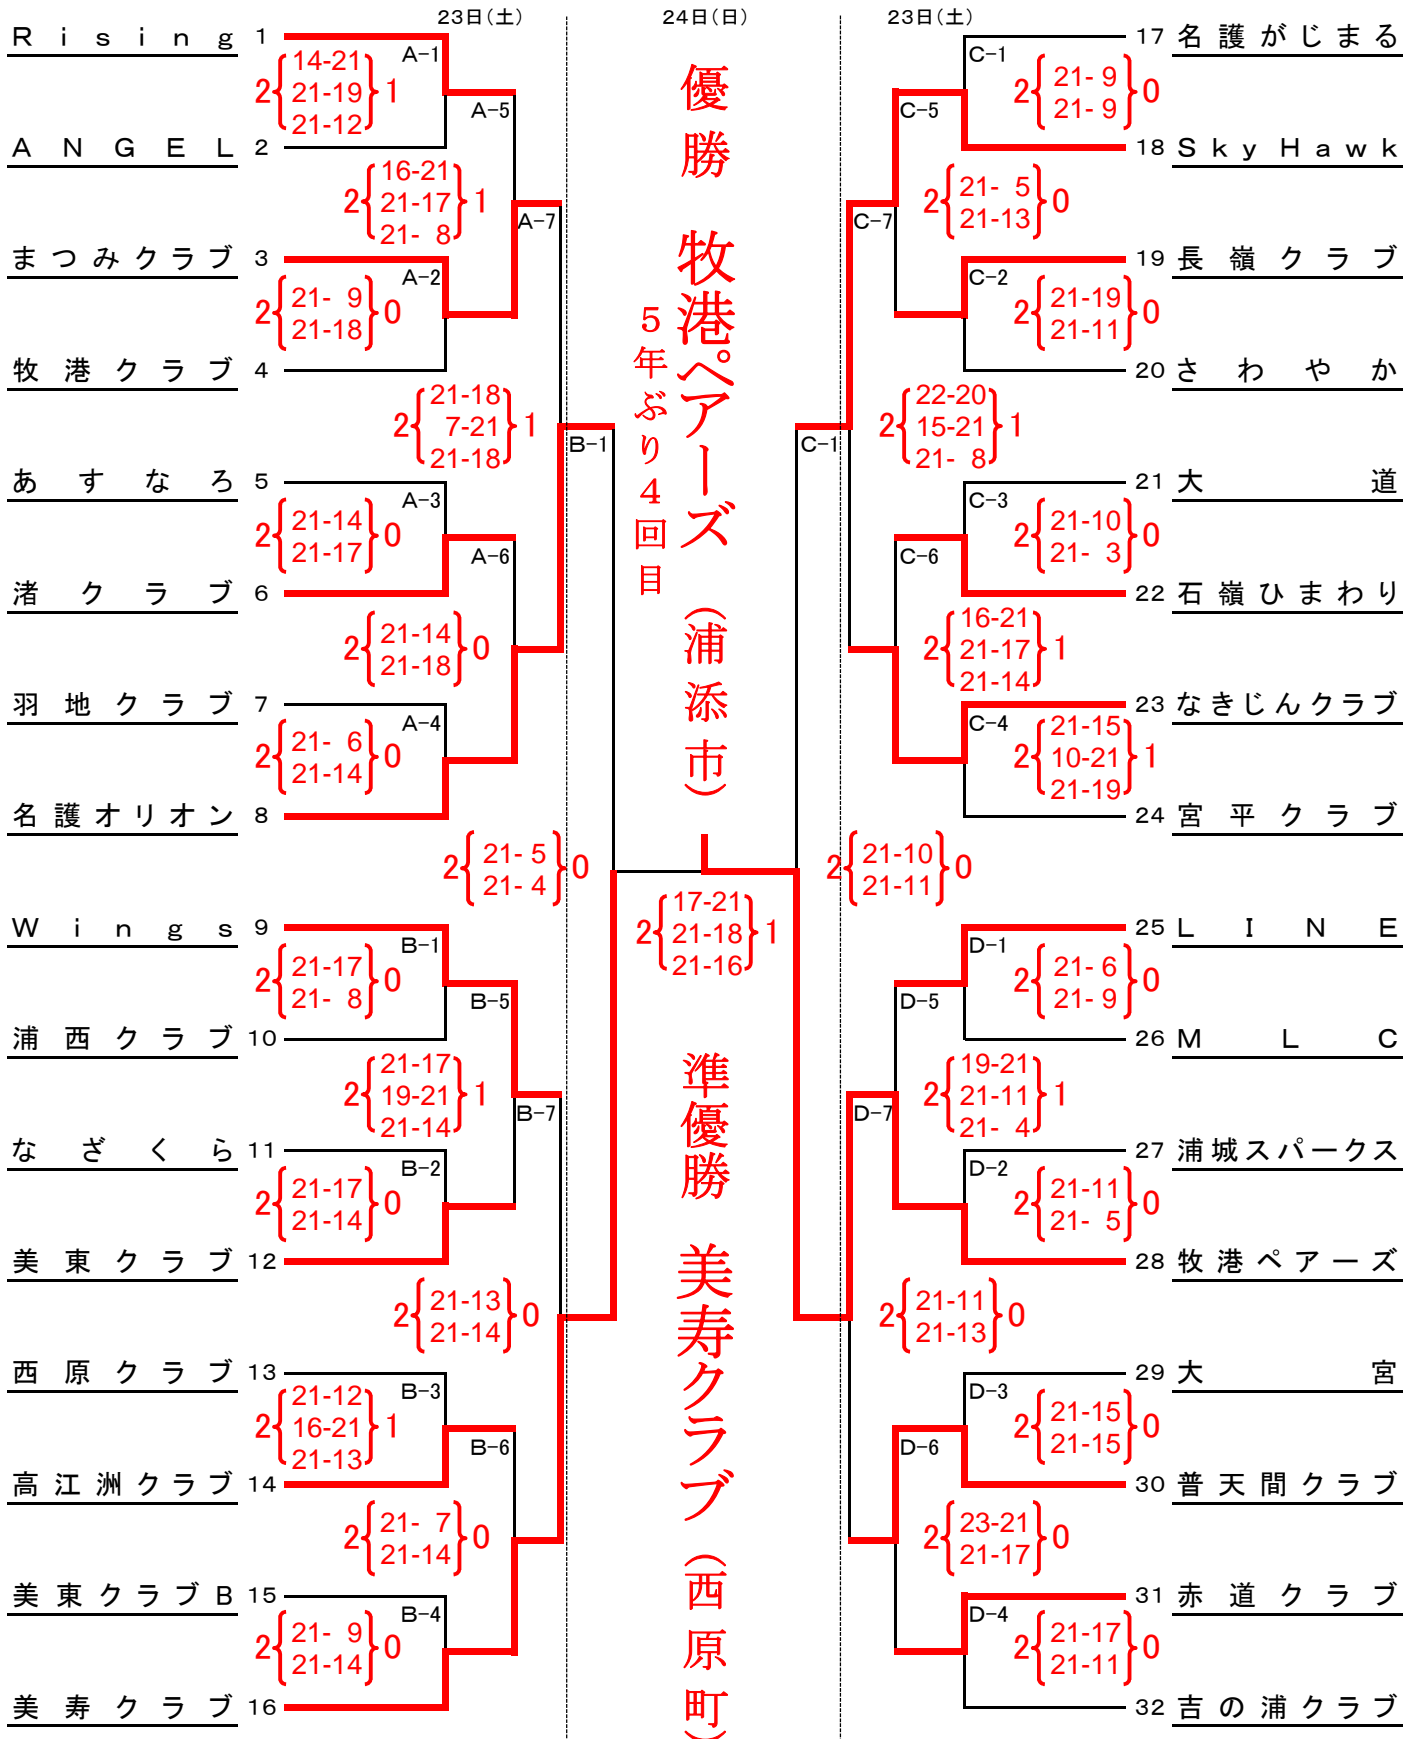 23日(土)
24日(日)
23日(土)
Rising 1
A-1
2 14-21 1
21-19
21-12
A-5
ANGEL 2
2 16-21 1
21-17
21- 8
A-7
まつみクラブ 3
A-2
2 21- 9 0
21-18
牧港クラブ 4
2 21-18 1
7-21
21-18
B-1
あすなろ 5
A-3
2 21-14 0
21-17
A-6
渚クラブ 6
2 21-14 0
21-18
羽地クラブ 7
A-4
2 21- 6 0
21-14
名護オリオン 8
2 21- 5 0
21- 4
Wings 9
B-1
2 21-17 0
21- 8
B-5
浦西クラブ 10
2 21-17 1
19-21
21-14
B-7
なざくら 11
B-2
2 21-17 0
21-14
美東クラブ 12
2 21-13 0
21-14
西原クラブ 13
B-3
2 21-12 1
16-21
21-13
B-6
高江洲クラブ 14
2 21- 7 0
21-14
美東クラブB 15
B-4
2 21- 9 0
21-14
美寿クラブ 16
優勝 牧港ペアーズ (浦添市)
5年ぶり4回目
2 17-21 1
21-18
21-16
準優勝 美寿クラブ (西原町)
17 名護がじまる
C-1
2 21- 9 0
21- 9
C-5
18 SkyHawk
2 21- 5 0
21-13
C-7
19 長嶺クラブ
C-2
2 21-19 0
21-11
20 さわやか
2 22-20 1
15-21
21- 8
C-1
21 大道
C-3
2 21-10 0
21- 3
C-6
22 石嶺ひまわり
2 16-21 1
21-17
21-14
23 なきじんクラブ
C-4
2 21-15 1
10-21
21-19
24 宮平クラブ
2 21-10 0
21-11
25 LINE
D-1
2 21- 6 0
21- 9
D-5
26 MLC
2 19-21 1
21-11
21- 4
D-7
27 浦城スパークス
D-2
2 21-11 0
21- 5
28 牧港ペアーズ
2 21-11 0
21-13
29 大宮
D-3
2 21-15 0
21-15
D-6
30 普天間クラブ
2 23-21 0
21-17
31 赤道クラブ
D-4
2 21-17 0
21-11
32 吉の浦クラブ